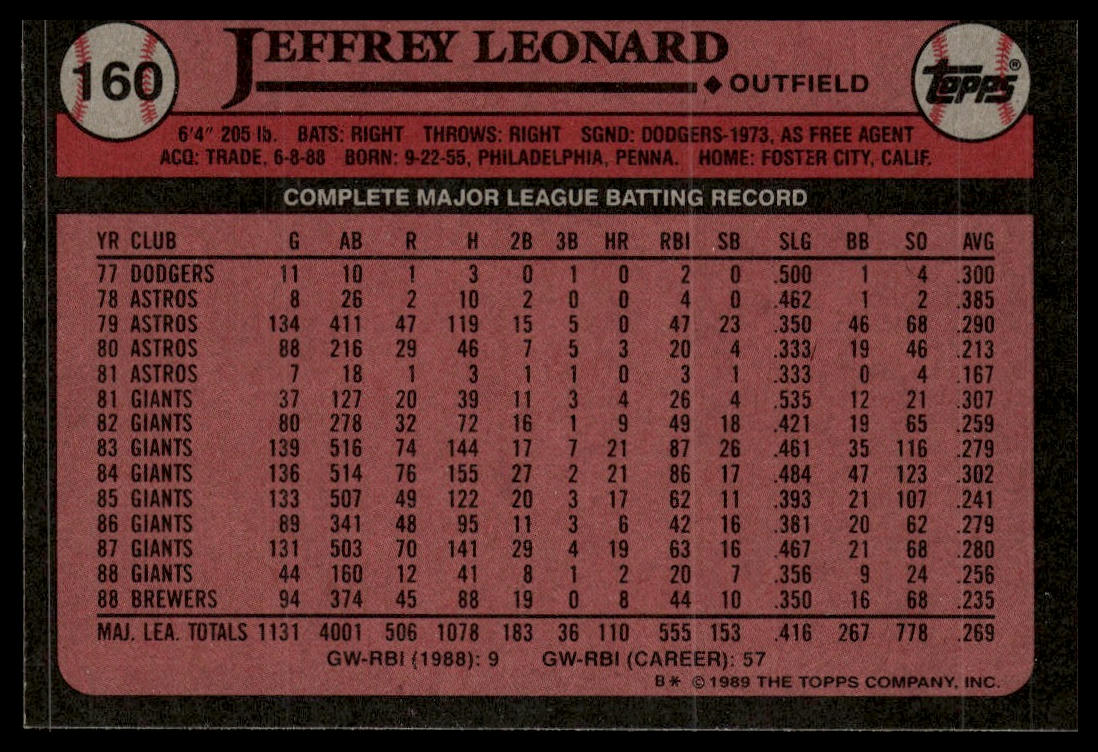 160
JEFFREY LEONARD
◆ OUTFIELD
TOPPS®
6'4" 205 lb. BATS: RIGHT THROWS: RIGHT SGND: DODGERS-1973, AS FREE AGENT
ACQ: TRADE, 6-8-88 BORN: 9-22-55, PHILADELPHIA, PENNA. HOME: FOSTER CITY, CALIF.
COMPLETE MAJOR LEAGUE BATTING RECORD
YR CLUB G AB R H 2B 3B HR RBI SB SLG BB SO AVG
77 DODGERS 11 10 1 3 0 1 0 2 0 .500 1 4 .300
78 ASTROS 8 26 2 10 2 0 0 4 0 .462 1 2 .385
79 ASTROS 134 411 47 119 15 5 0 47 23 .350 46 68 .290
80 ASTROS 88 216 29 46 7 5 3 20 4 .333 19 46 .213
81 ASTROS 7 18 1 3 1 1 0 3 1 .333 0 4 .167
81 GIANTS 37 127 20 39 11 3 4 26 4 .535 12 21 .307
82 GIANTS 80 278 32 72 16 1 9 49 18 .421 19 65 .259
83 GIANTS 139 516 74 144 17 7 21 87 26 .461 35 116 .279
84 GIANTS 136 514 76 155 27 2 21 86 17 .484 47 123 .302
85 GIANTS 133 507 49 122 20 3 17 62 11 .393 21 107 .241
86 GIANTS 89 341 48 95 11 3 6 42 16 .381 20 62 .279
87 GIANTS 131 503 70 141 29 4 19 63 16 .467 21 68 .280
88 GIANTS 44 160 12 41 8 1 2 20 7 .356 9 24 .256
88 BREWERS 94 374 45 88 19 0 8 44 10 .350 16 68 .235
MAJ. LEA. TOTALS 1131 4001 506 1078 183 36 110 555 153 .416 267 778 .269
GW-RBI (1988): 9 GW-RBI (CAREER): 57
B* © 1989 THE TOPPS COMPANY, INC.